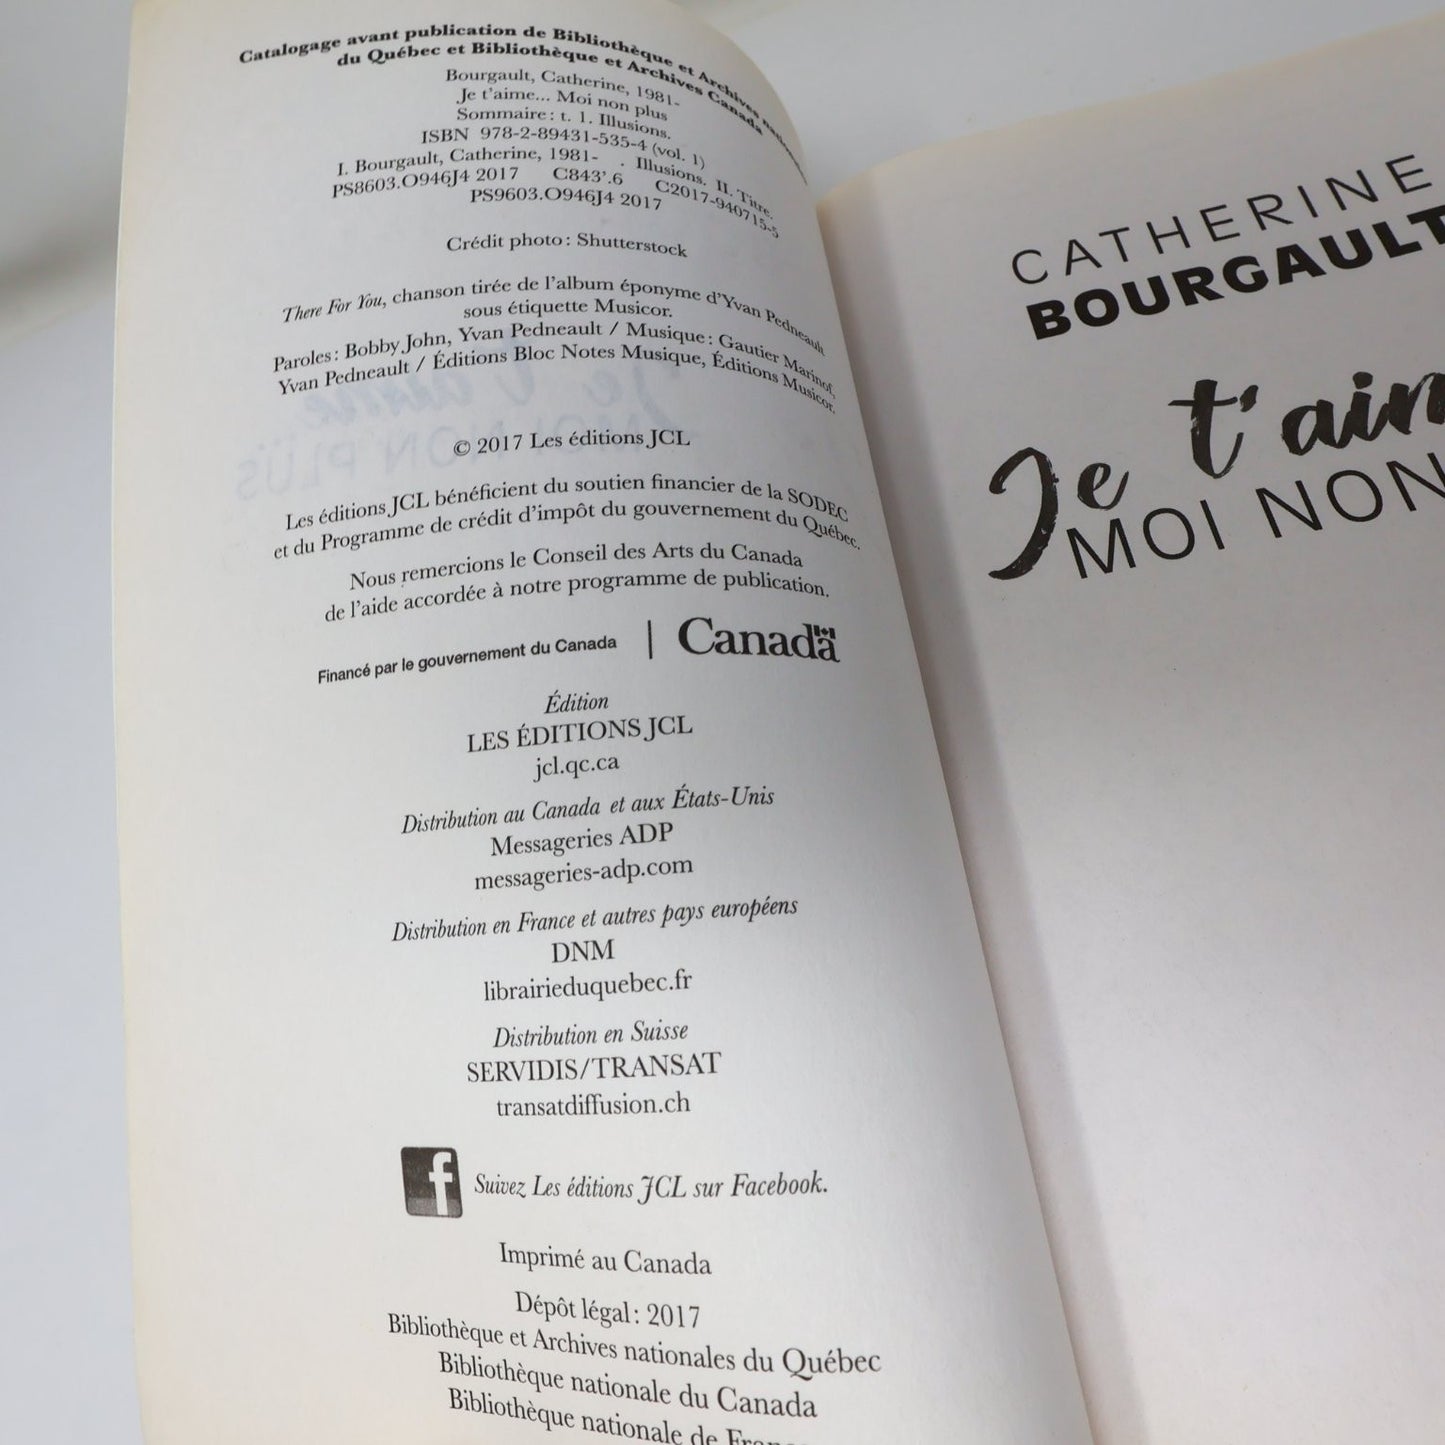 Catalogage avant publication de Bibliothèque et Archives nationales
du Québec et Bibliothèque et Archives Canada
Bourgault, Catherine, 1981-
Je t'aime... Moi non plus
Sommaire : t. 1. Illusions.
ISBN 978-2-89431-535-4 (vol. 1)
I. Bourgault, Catherine, 1981- . Illusions. II. Titre.
PS8603.O946J4 2017 C843'.6 C2017-940715-5
PS9603.O946J4 2017
Crédit photo : Shutterstock
There For You, chanson tirée de l'album éponyme d'Yvan Pedneault
sous étiquette Musicor.
Paroles : Bobby John, Yvan Pedneault / Musique : Gautier Marinof,
Yvan Pedneault / Éditions Bloc Notes Musique, Éditions Musicor.
© 2017 Les éditions JCL
Les éditions JCL bénéficient du soutien financier de la SODEC
et du Programme de crédit d'impôt du gouvernement du Québec.
Nous remercions le Conseil des Arts du Canada
de l'aide accordée à notre programme de publication.
Financé par le gouvernement du Canada | Canada
Édition
LES ÉDITIONS JCL
jcl.qc.ca
Distribution au Canada et aux États-Unis
Messageries ADP
messageries-adp.com
Distribution en France et autres pays européens
DNM
librairieduquebec.fr
Distribution en Suisse
SERVIDIS/TRANSAT
transatdiffusion.ch
f Suivez Les éditions JCL sur Facebook.
Imprimé au Canada
Dépôt légal : 2017
Bibliothèque et Archives nationales du Québec
Bibliothèque nationale du Canada
Bibliothèque nationale de
CATHERINE
BOURGAULT
Je t'aim
MOI NON